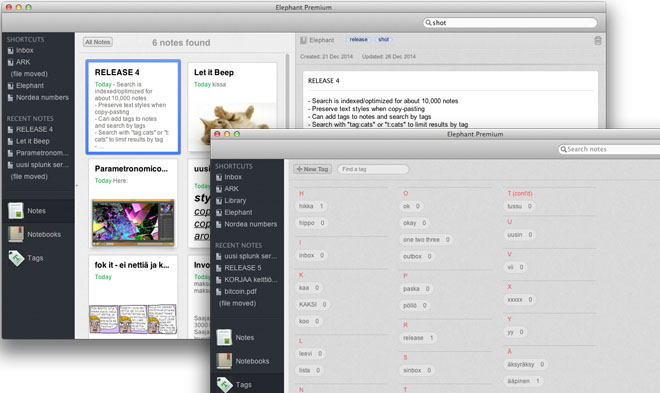 Elephant Premium
shot
SHORTCUTS
Inbox
ARK
(file moved)
Elephant
Nordea numbers
RECENT NOTES
RELEASE 4
Let it Beep
Parametronom...
uusi splunk ser...
(file moved)
Notes
Notebooks
Tags
All Notes
6 notes found
RELEASE 4
Today - Search is
indexed/optimized for
about 10,000 notes
- Preserve text styles when
copy-pasting
- Can add tags to notes
and search by tags
- Search with "tag:cats" or "t:
cats" to limit results by tag
Let it Beep
Today kissa
Parametronomico...
Today Here:
uusi
Today
sty
cop
cop
aro
fok it - ei nettiä ja k...
Today
Invo
Today
maksu
Saaja
3000
Elephant
release
shot
Created: 21 Dec 2014 Updated: 26 Dec 2014
RELEASE 4
- Search is indexed/optimized for about 10,000 notes
- Preserve text styles when copy-pasting
- Can add tags to notes and search by tags
- Search with "tag:cats" or "t:cats" to limit results by tag
Elephant Premium
Search notes
SHORTCUTS
Inbox
ARK
Library
Elephant
Nordea numbers
RECENT NOTES
uusi splunk ser...
RELEASE 5
KORJAA keittiö...
bitcoin.pdf
(file moved)
Notes
Notebooks
Tags
New Tag
Find a tag
H
hikka 1
hippo 0
I
inbox 0
K
kaa 0
KAKSI 0
koo 0
L
leevi 0
lista 0
N
O
ok 0
okay 0
one two three 0
outbox 0
P
paska 0
pöllö 0
R
release 1
S
sinbox 0
T
T (cont'd)
tussu 0
U
uusin 0
V
vii 0
X
xxxxx 0
Y
yy 0
Ä
äksyräksy 0
ääpinen 1